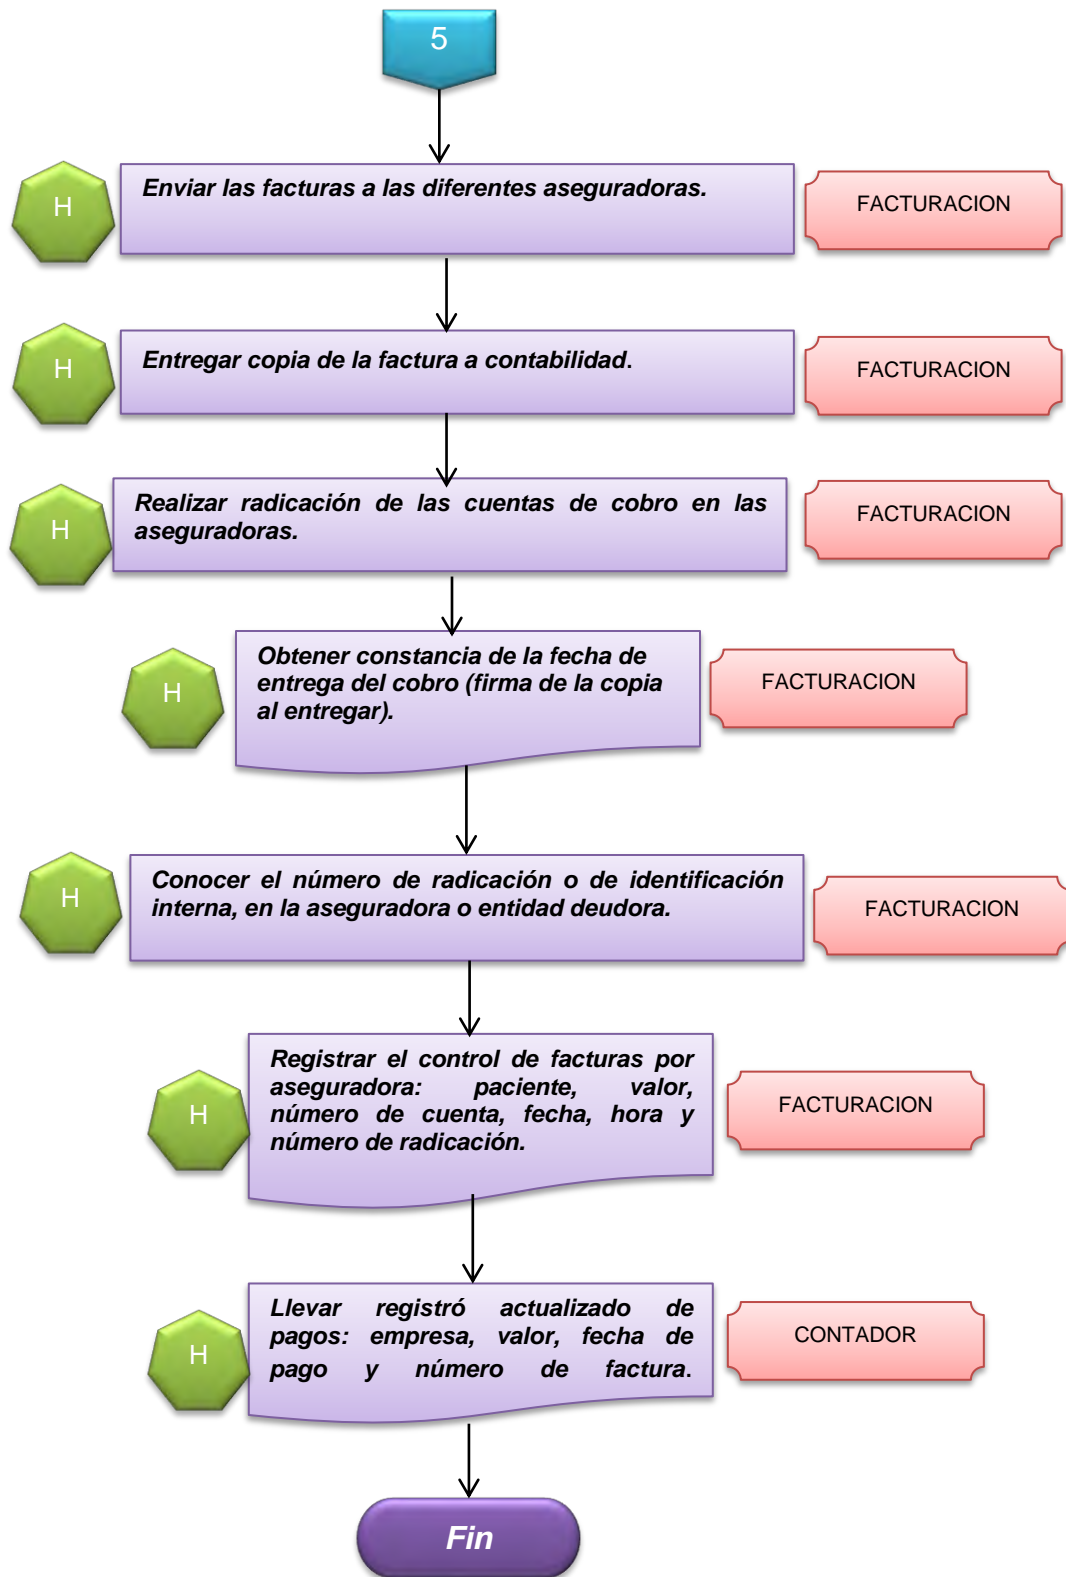 5
H
Enviar las facturas a las diferentes aseguradoras.
FACTURACION
H
Entregar copia de la factura a contabilidad.
FACTURACION
H
Realizar radicación de las cuentas de cobro en las
aseguradoras.
FACTURACION
H
Obtener constancia de la fecha de
entrega del cobro (firma de la copia
al entregar).
FACTURACION
H
Conocer el número de radicación o de identificación
interna, en la aseguradora o entidad deudora.
FACTURACION
H
Registrar el control de facturas por
aseguradora: paciente, valor,
número de cuenta, fecha, hora y
número de radicación.
FACTURACION
H
Llevar registró actualizado de
pagos: empresa, valor, fecha de
pago y número de factura.
CONTADOR
Fin